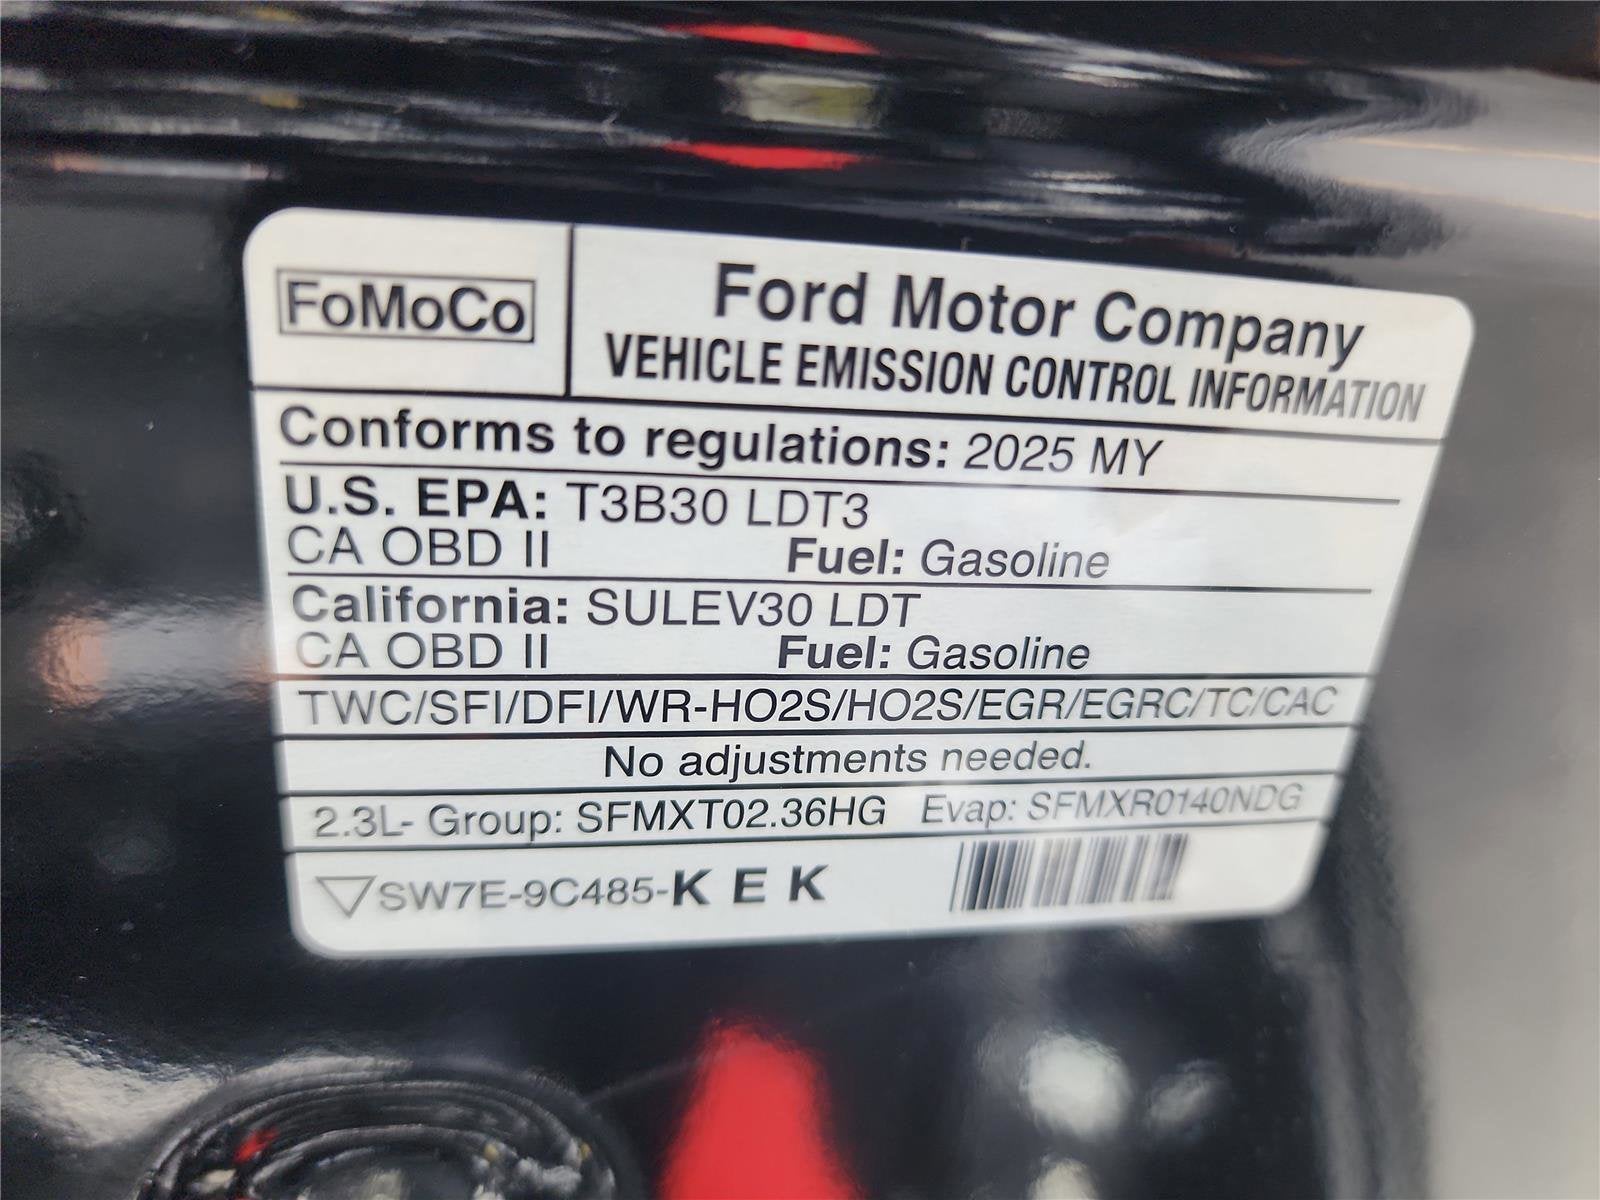 FoMoCo
Ford Motor Company
VEHICLE EMISSION CONTROL INFORMATION
Conforms to regulations: 2025 MY
U.S. EPA: T3B30 LDT3
CA OBD II Fuel: Gasoline
California: SULEV30 LDT
CA OBD II Fuel: Gasoline
TWC/SFI/DFI/WR-HO2S/HO2S/EGR/EGRC/TC/CAC
No adjustments needed.
2.3L- Group: SFMXT02.36HG Evap: SFMXR0140NDG
SW7E-9C485-K E K